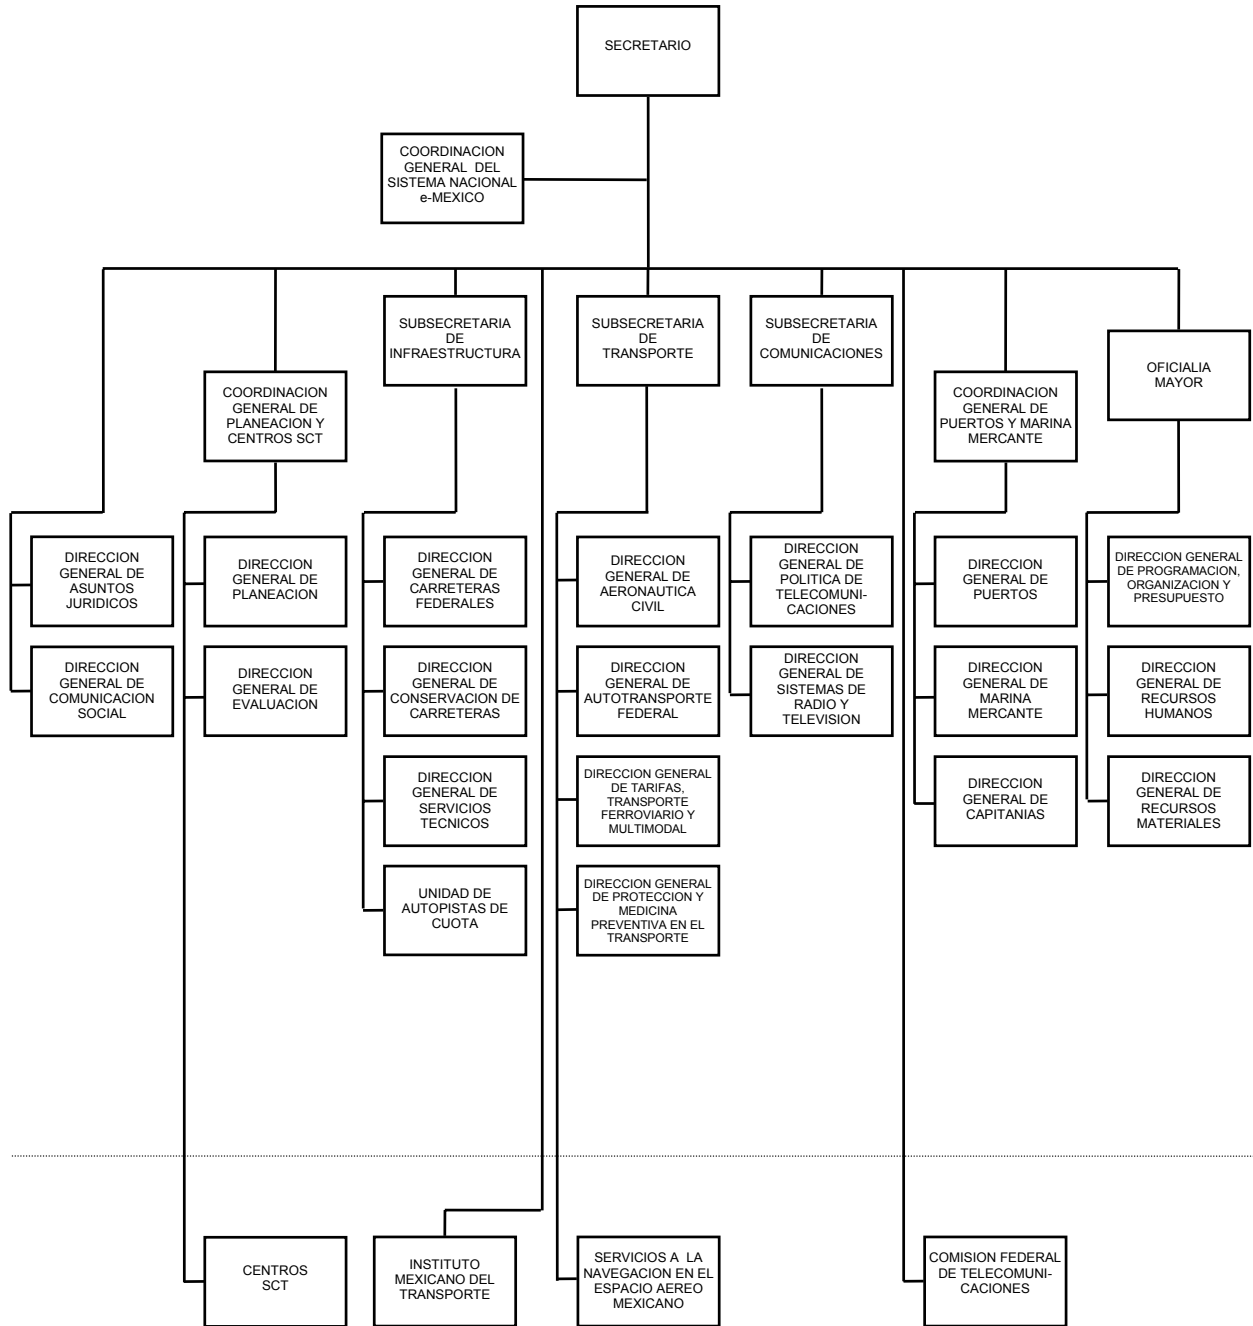 SECRETARIO
COORDINACION
GENERAL DEL
SISTEMA NACIONAL
e-MEXICO
SUBSECRETARIA
DE
INFRAESTRUCTURA
SUBSECRETARIA
DE
TRANSPORTE
SUBSECRETARIA
DE
COMUNICACIONES
OFICIALIA
MAYOR
COORDINACION
GENERAL DE
PLANEACION Y
CENTROS SCT
COORDINACION
GENERAL DE
PUERTOS Y MARINA
MERCANTE
DIRECCION
GENERAL DE
ASUNTOS
JURIDICOS
DIRECCION
GENERAL DE
PLANEACION
DIRECCION
GENERAL DE
CARRETERAS
FEDERALES
DIRECCION
GENERAL DE
AERONAUTICA
CIVIL
DIRECCION
GENERAL DE
POLITICA DE
TELECOMUNI-
CACIONES
DIRECCION
GENERAL DE
PUERTOS
DIRECCION GENERAL
DE PROGRAMACION,
ORGANIZACION Y
PRESUPUESTO
DIRECCION
GENERAL DE
COMUNICACION
SOCIAL
DIRECCION
GENERAL DE
EVALUACION
DIRECCION
GENERAL DE
CONSERVACION DE
CARRETERAS
DIRECCION
GENERAL DE
AUTOTRANSPORTE
FEDERAL
DIRECCION
GENERAL DE
SISTEMAS DE
RADIO Y
TELEVISION
DIRECCION
GENERAL DE
MARINA
MERCANTE
DIRECCION
GENERAL DE
RECURSOS
HUMANOS
DIRECCION
GENERAL DE
SERVICIOS
TECNICOS
DIRECCION GENERAL
DE TARIFAS,
TRANSPORTE
FERROVIARIO Y
MULTIMODAL
DIRECCION
GENERAL DE
CAPITANIAS
DIRECCION
GENERAL DE
RECURSOS
MATERIALES
UNIDAD DE
AUTOPISTAS DE
CUOTA
DIRECCION GENERAL
DE PROTECCION Y
MEDICINA
PREVENTIVA EN EL
TRANSPORTE
CENTROS
SCT
INSTITUTO
MEXICANO DEL
TRANSPORTE
SERVICIOS A LA
NAVEGACION EN EL
ESPACIO AEREO
MEXICANO
COMISION FEDERAL
DE TELECOMUNI-
CACIONES